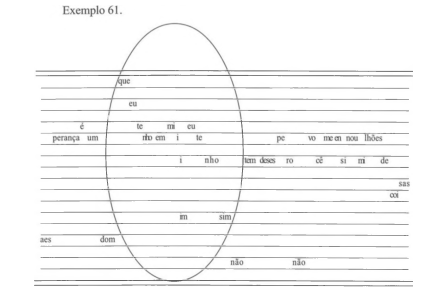 Exemplo 61.
que
eu
é te mi eu
perança um nho em i te pe vo me en nou lhões
i nho tem deses ro cê si mi de
sas
coi
im sim
aes dom
não não